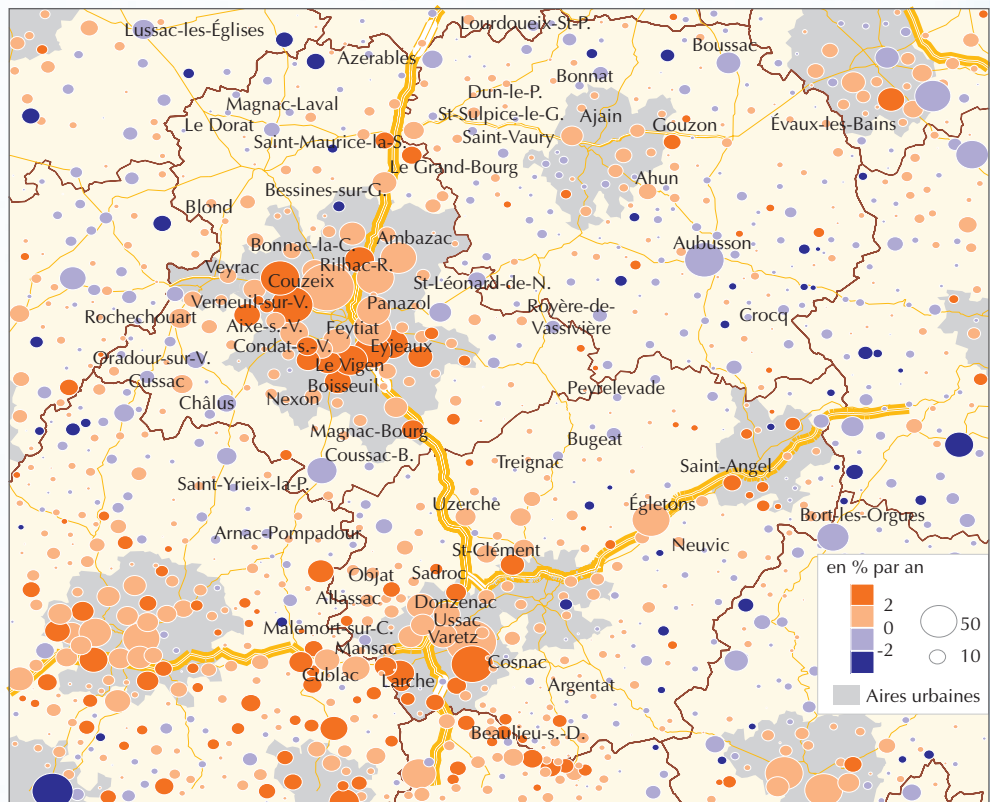 Lussac-les-Églises
Lourdoueix-St-P.
Azerables
Boussac
Bonnat
Dun-le-P.
Magnac-Laval
St-Sulpice-le-G.
Ajain
Le Dorat
Gouzon
Évaux-les-Bains
Saint-Maurice-la-S.
Saint-Vaury
Le Grand-Bourg
Ahun
Bessines-sur-G.
Blond
Bonnac-la-C.
Ambazac
Aubusson
Veyrac
Rilhac-R.
Couzeix
St-Léonard-de-N.
Verneuil-sur-V.
Panazol
Royère-de-
Vassivière
Rochechouart
Crocq
Aixe-s.-V.
Feytiat
Condat-s.-V.
Eyjeaux
Oradour-sur-V.
Le Vigen
Cussac
Boisseuil
Peyrelevade
Châlus
Nexon
Magnac-Bourg
Bugeat
Coussac-B.
Treignac
Saint-Angel
Saint-Yrieix-la-P.
Uzerche
Égletons
Bort-les-Orgues
Arnac-Pompadour
St-Clément
Neuvic
Objat
Sadroc
Allassac
Donzenac
Ussac
Malemort-sur-C.
Varetz
Mansac
Cosnac
Cublac
Larche
Argentat
Beaulieu-s.-D.
en % par an
2
0
-2
50
10
Aires urbaines